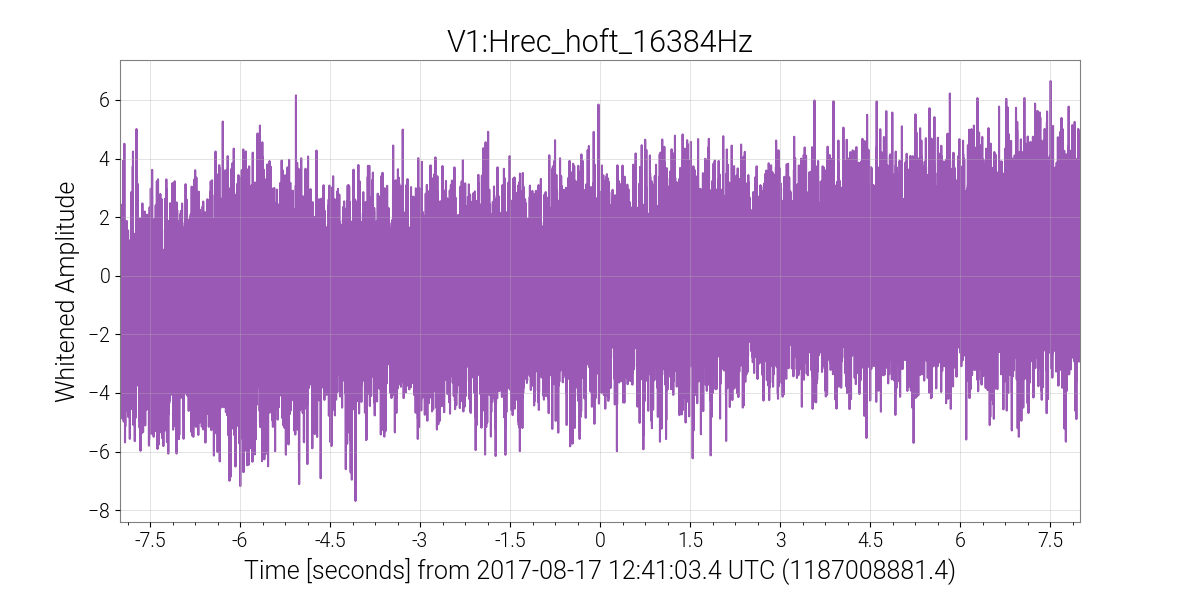 V1:Hrec_hoft_16384Hz
Whitened Amplitude
6
4
2
0
−2
−4
−6
−8
-7.5 -6 -4.5 -3 -1.5 0 1.5 3 4.5 6 7.5
Time [seconds] from 2017-08-17 12:41:03.4 UTC (1187008881.4)